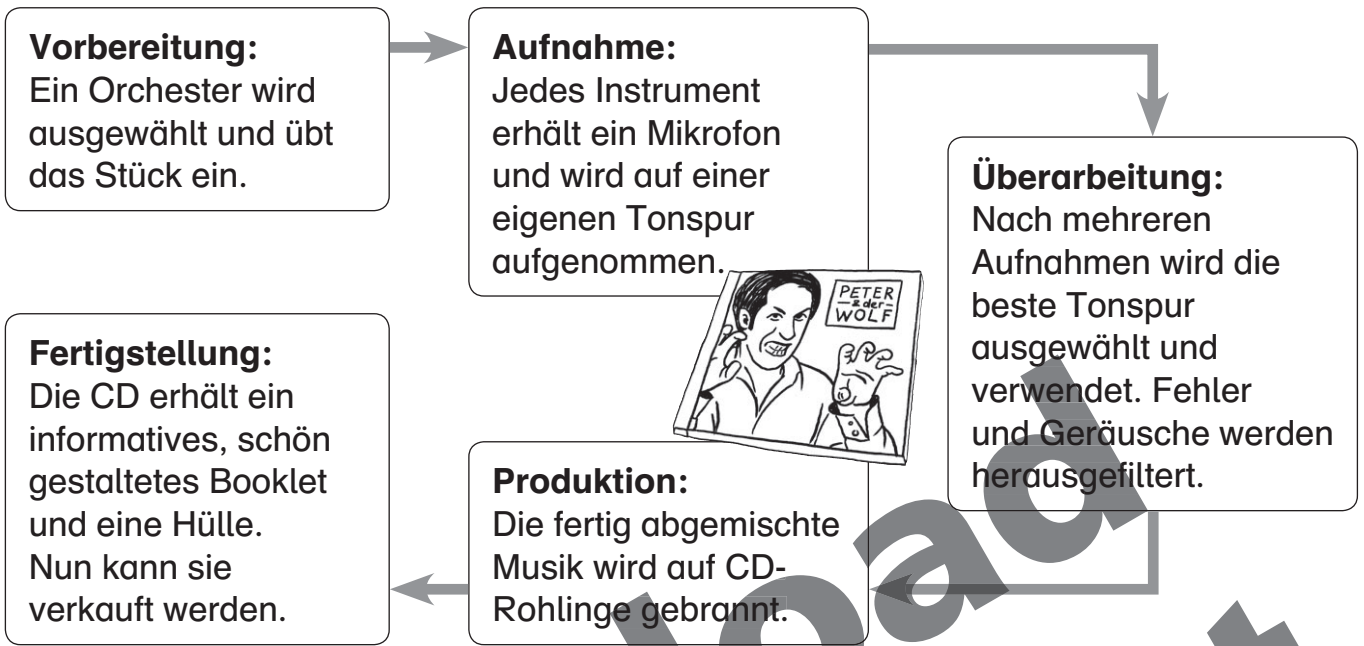 Vorbereitung:
Ein Orchester wird
ausgewählt und übt
das Stück ein.
Aufnahme:
Jedes Instrument
erhält ein Mikrofon
und wird auf einer
eigenen Tonspur
aufgenommen.
Überarbeitung:
Nach mehreren
Aufnahmen wird die
beste Tonspur
ausgewählt und
verwendet. Fehler
und Geräusche werden
herausgefiltert.
PETER
& der
WOLF
Produktion:
Die fertig abgemischte
Musik wird auf CD-
Rohlinge gebrannt.
Fertigstellung:
Die CD erhält ein
informatives, schön
gestaltetes Booklet
und eine Hülle.
Nun kann sie
verkauft werden.